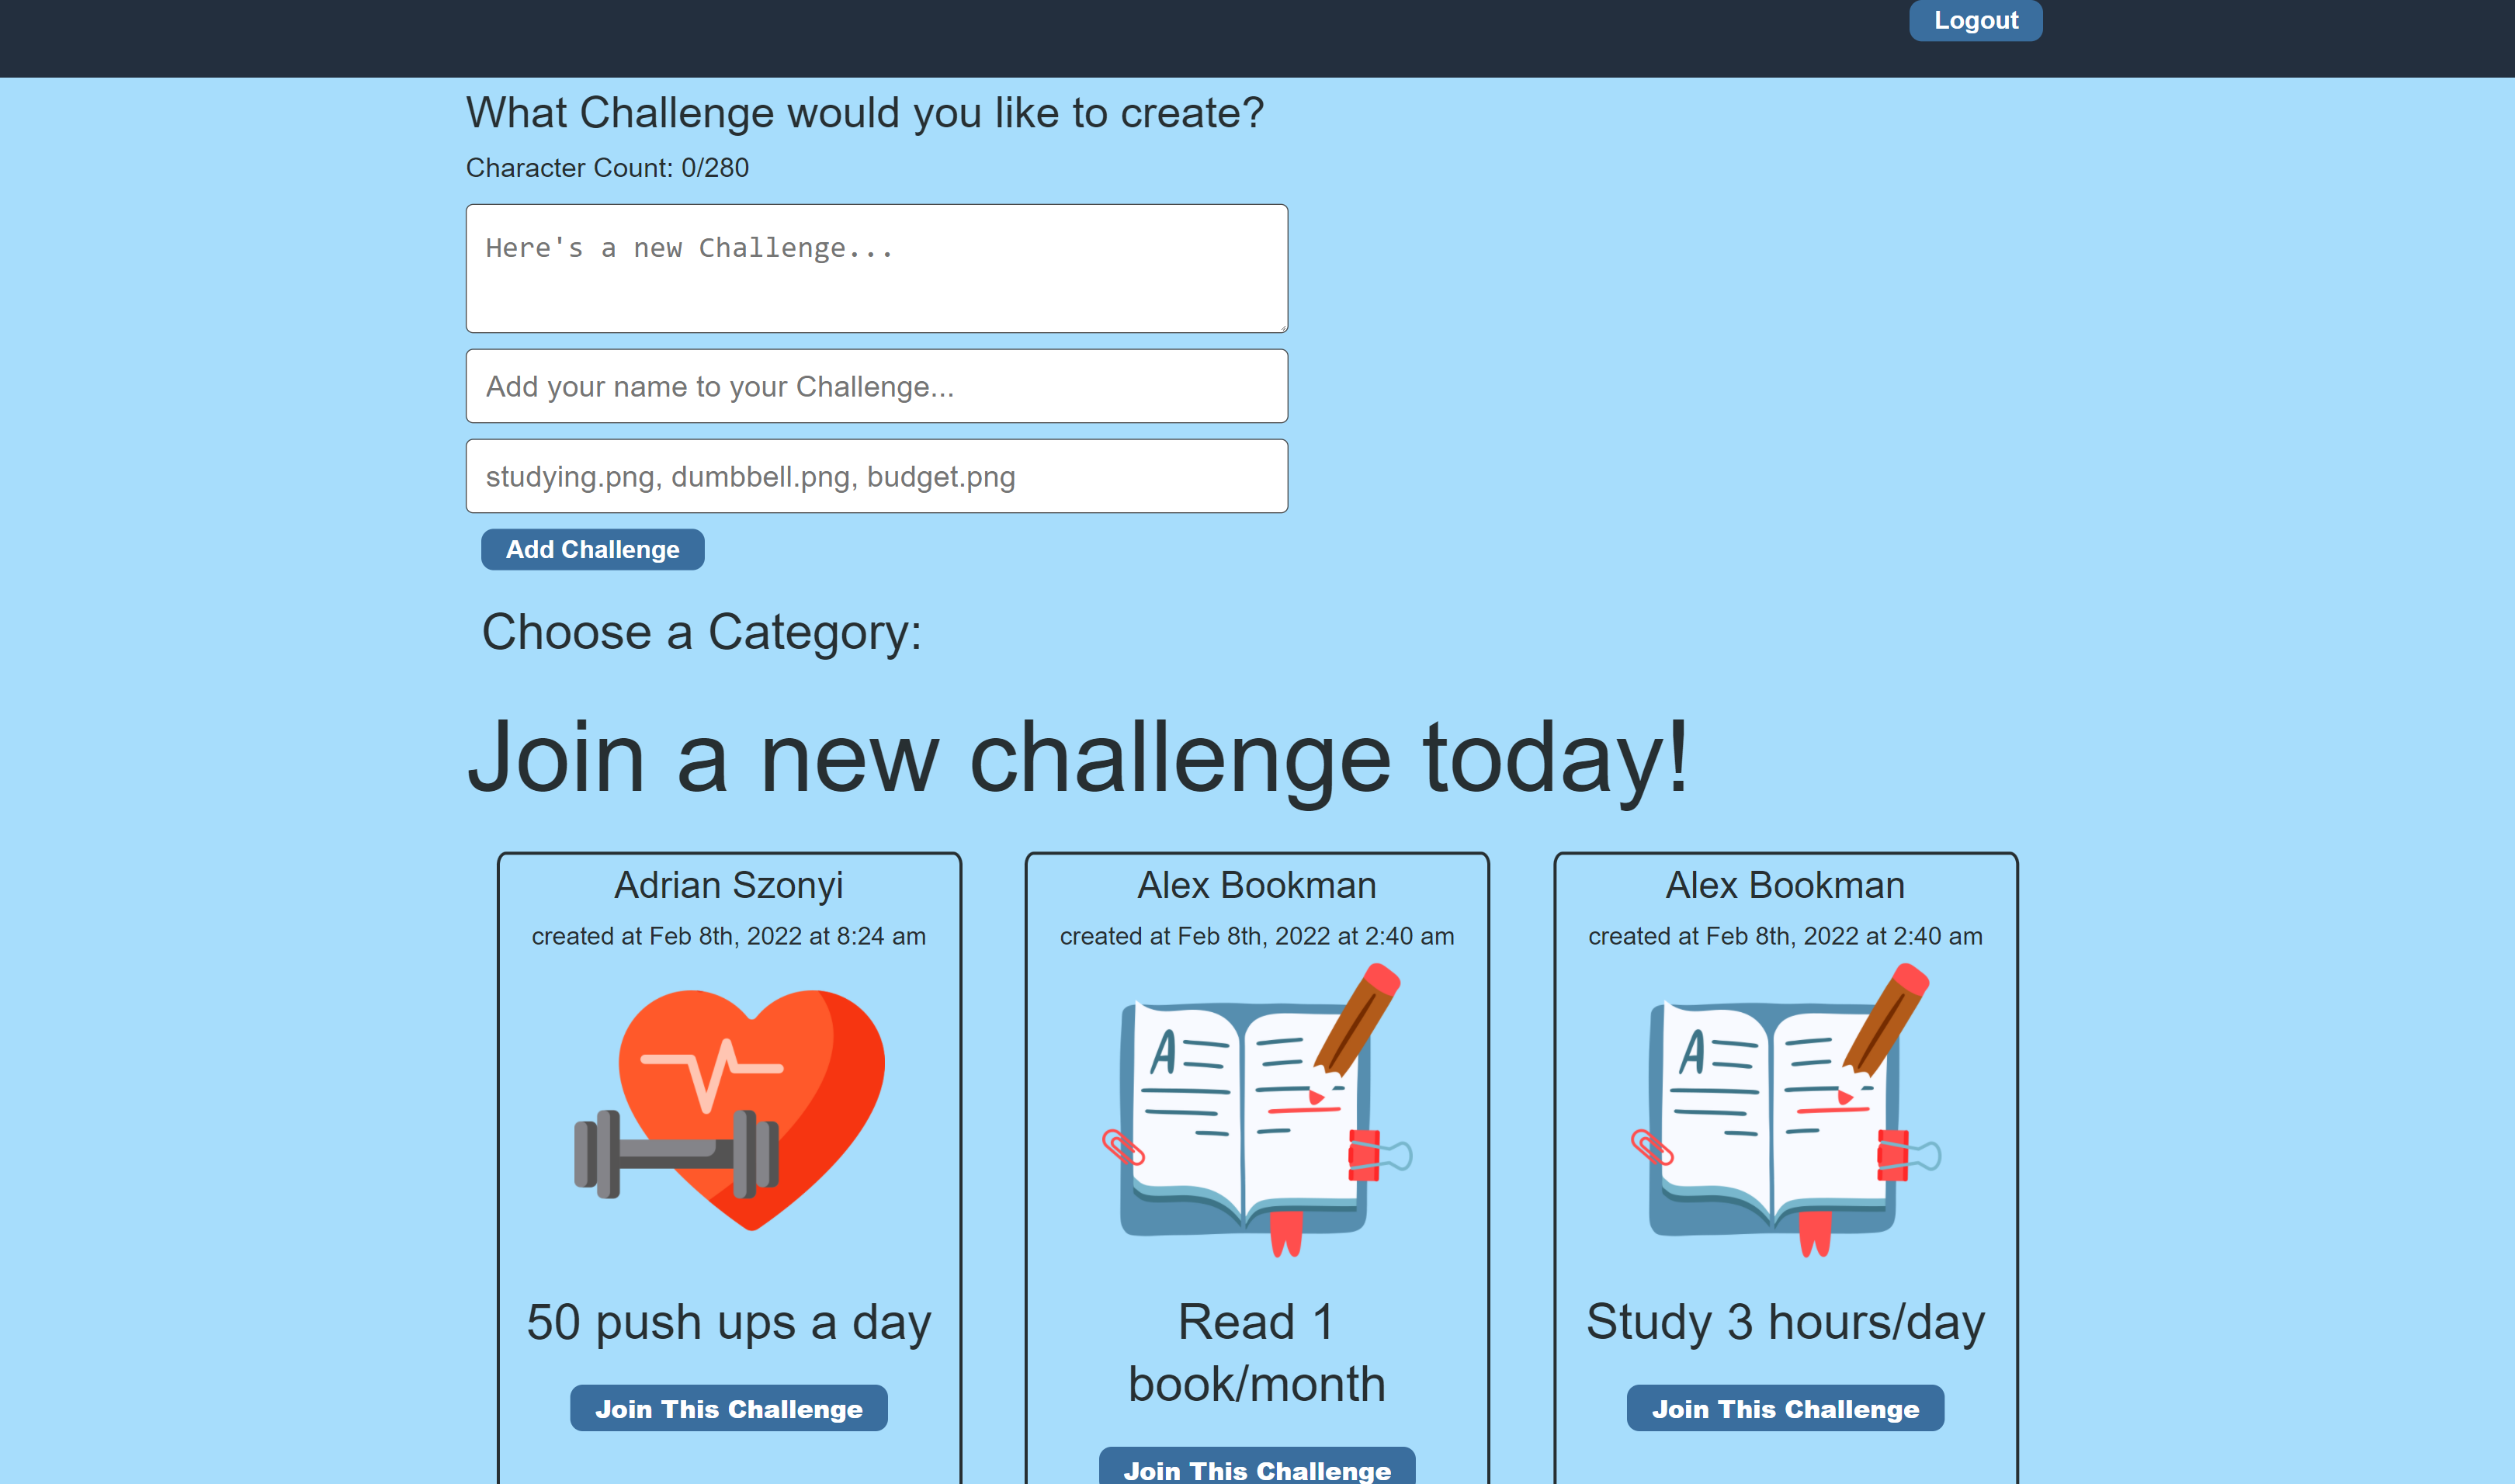 Logout
What Challenge would you like to create?
Character Count: 0/280
Here's a new Challenge...
Add your name to your Challenge...
studying.png, dumbbell.png, budget.png
Add Challenge
Choose a Category:
Join a new challenge today!
Adrian Szonyi
created at Feb 8th, 2022 at 8:24 am
50 push ups a day
Join This Challenge
Alex Bookman
created at Feb 8th, 2022 at 2:40 am
A
Read 1
book/month
Join This Challenge
Alex Bookman
created at Feb 8th, 2022 at 2:40 am
A
Study 3 hours/day
Join This Challenge